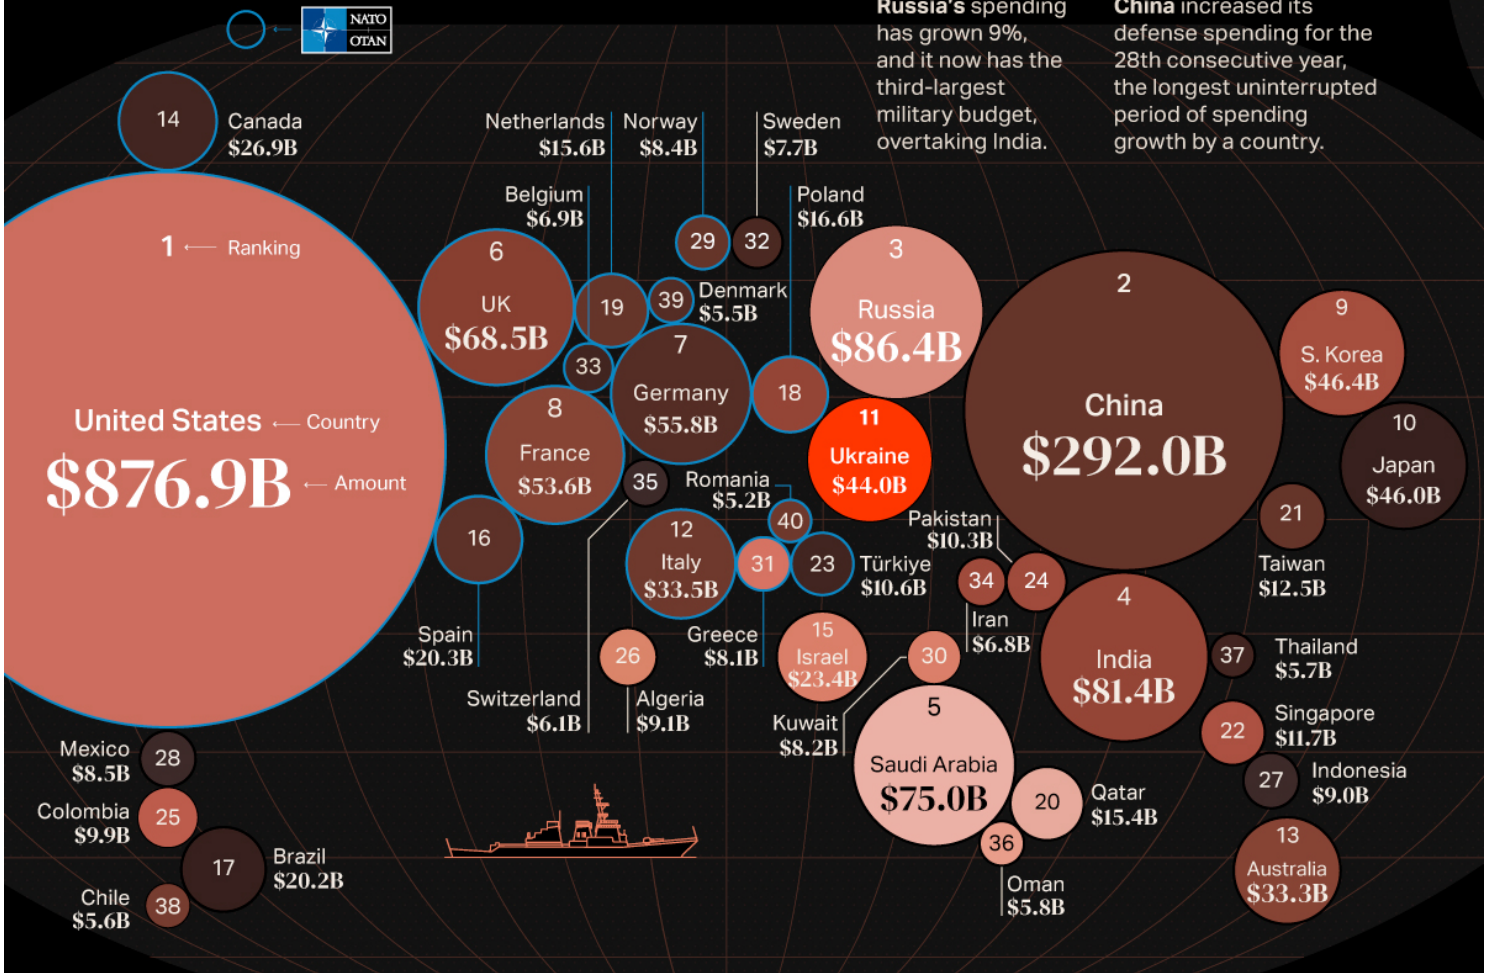 NATO
OTAN
Russia's spending
has grown 9%,
and it now has the
third-largest
military budget,
overtaking India.
China increased its
defense spending for the
28th consecutive year,
the longest uninterrupted
period of spending
growth by a country.
14
Canada
$26.9B
1 ← Ranking
United States ← Country
$876.9B ← Amount
Netherlands
$15.6B
Norway
$8.4B
Sweden
$7.7B
Belgium
$6.9B
Poland
$16.6B
29
32
6
UK
$68.5B
19
39
Denmark
$5.5B
33
7
Germany
$55.8B
18
3
Russia
$86.4B
2
China
$292.0B
9
S. Korea
$46.4B
10
Japan
$46.0B
8
France
$53.6B
35
Romania
$5.2B
40
11
Ukraine
$44.0B
16
12
Italy
$33.5B
31
23
Türkiye
$10.6B
Pakistan
$10.3B
34
24
21
Taiwan
$12.5B
Spain
$20.3B
Switzerland
$6.1B
26
Algeria
$9.1B
Greece
$8.1B
15
Israel
$23.4B
30
Kuwait
$8.2B
Iran
$6.8B
4
India
$81.4B
37
Thailand
$5.7B
22
Singapore
$11.7B
27
Indonesia
$9.0B
5
Saudi Arabia
$75.0B
20
Qatar
$15.4B
36
Oman
$5.8B
13
Australia
$33.3B
Mexico
$8.5B
28
Colombia
$9.9B
25
17
Brazil
$20.2B
Chile
$5.6B
38